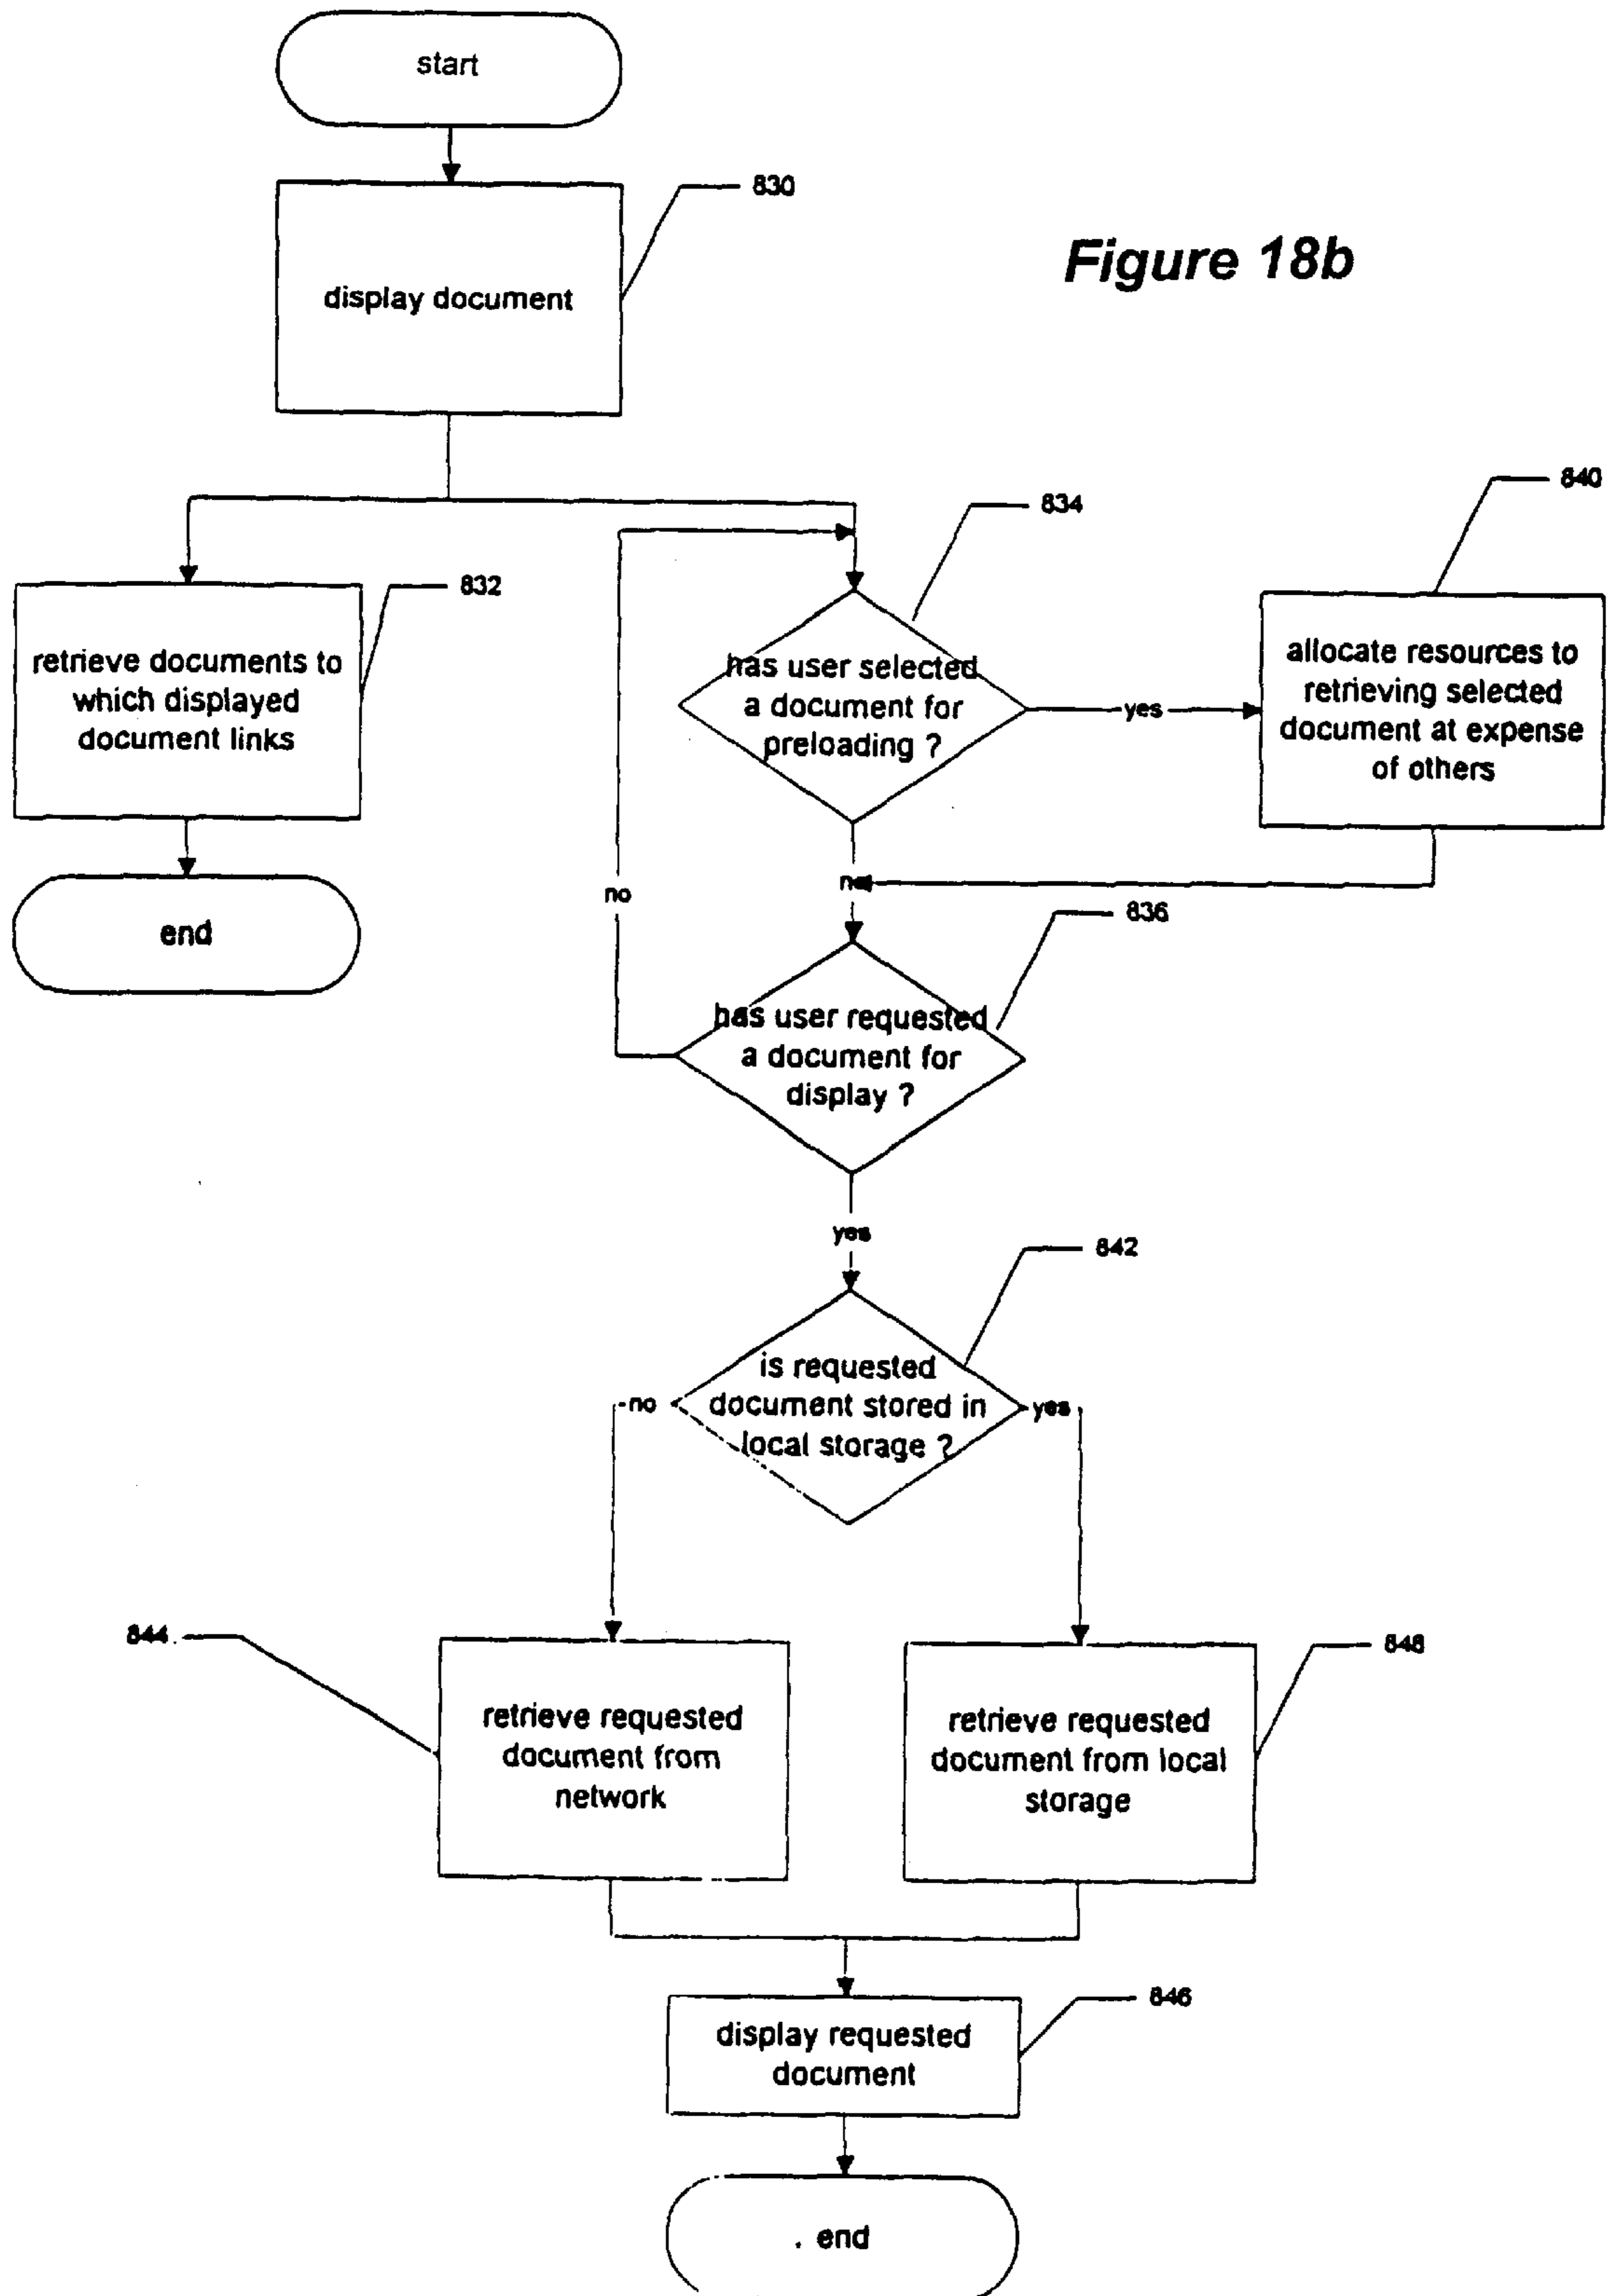 start
830
Figure 18b
display document
840
834
832
retrieve documents to
which displayed
document links
has user selected
a document for
preloading ?
yes
allocate resources to
retrieving selected
document at expense
of others
no
no
836
end
has user requested
a document for
display ?
yes
842
is requested
document stored in
local storage ?
no
yes
844
848
retrieve requested
document from
network
retrieve requested
document from local
storage
846
display requested
document
end